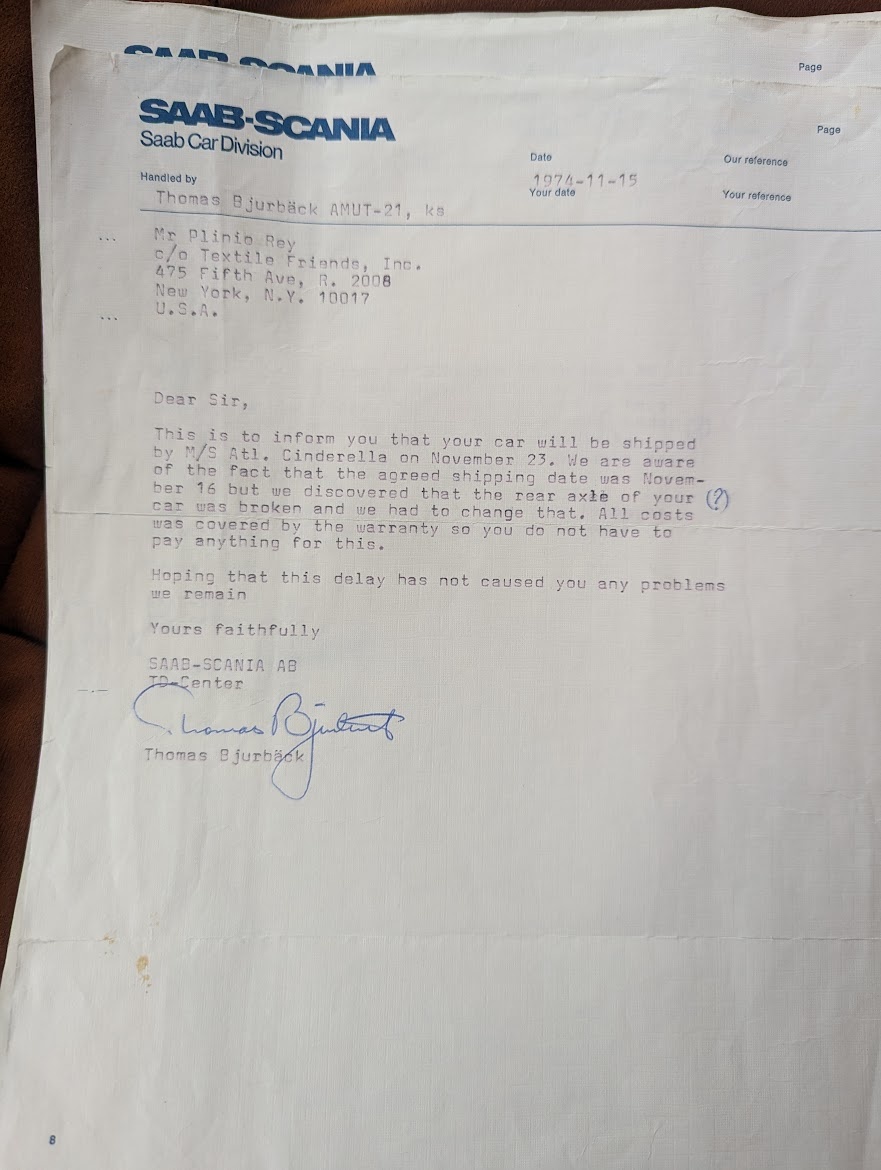 SAAB-SCANIA
Page
SAAB-SCANIA
Saab Car Division
Page
Date
Our reference
Handled by
1974-11-15
Your date
Your reference
Thomas Bjurbäck AMUT-21, ks
...
Mr Plinio Rey
c/o Textile Friends, Inc.
475 Fifth Ave, R. 2008
New York, N.Y. 10017
...
U.S.A.
Dear Sir,
This is to inform you that your car will be shipped
by M/S Atl. Cinderella on November 23. We are aware
of the fact that the agreed shipping date was Novem-
ber 16 but we discovered that the rear axle of your (?)
car was broken and we had to change that. All costs
was covered by the warranty so you do not have to
pay anything for this.
Hoping that this delay has not caused you any problems
we remain
Yours faithfully
SAAB-SCANIA AB
TD-Center
Thomas Bjurbäck
Thomas Bjurbäck
8